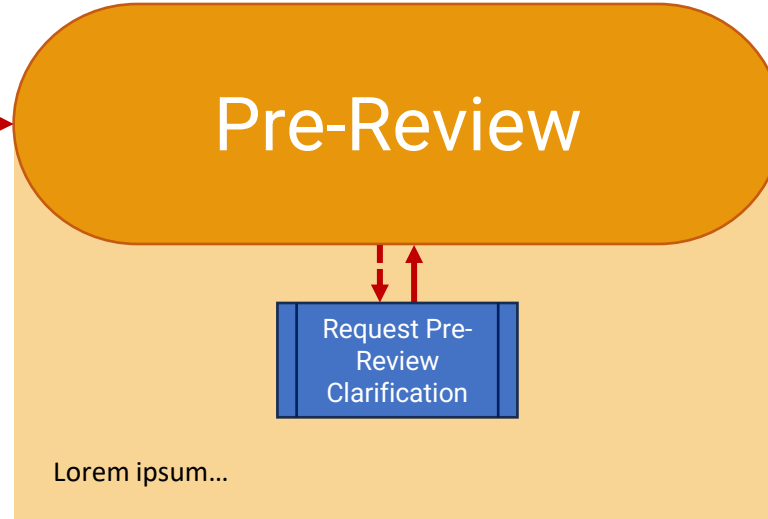 Pre-Review
Request Pre-
Review
Clarification
Lorem ipsum…